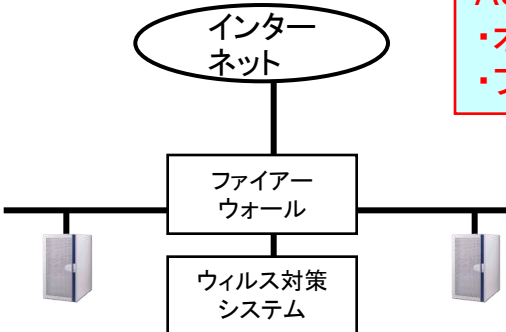 インター
ネット
ファイアー
ウォール
ウィルス対策
システム